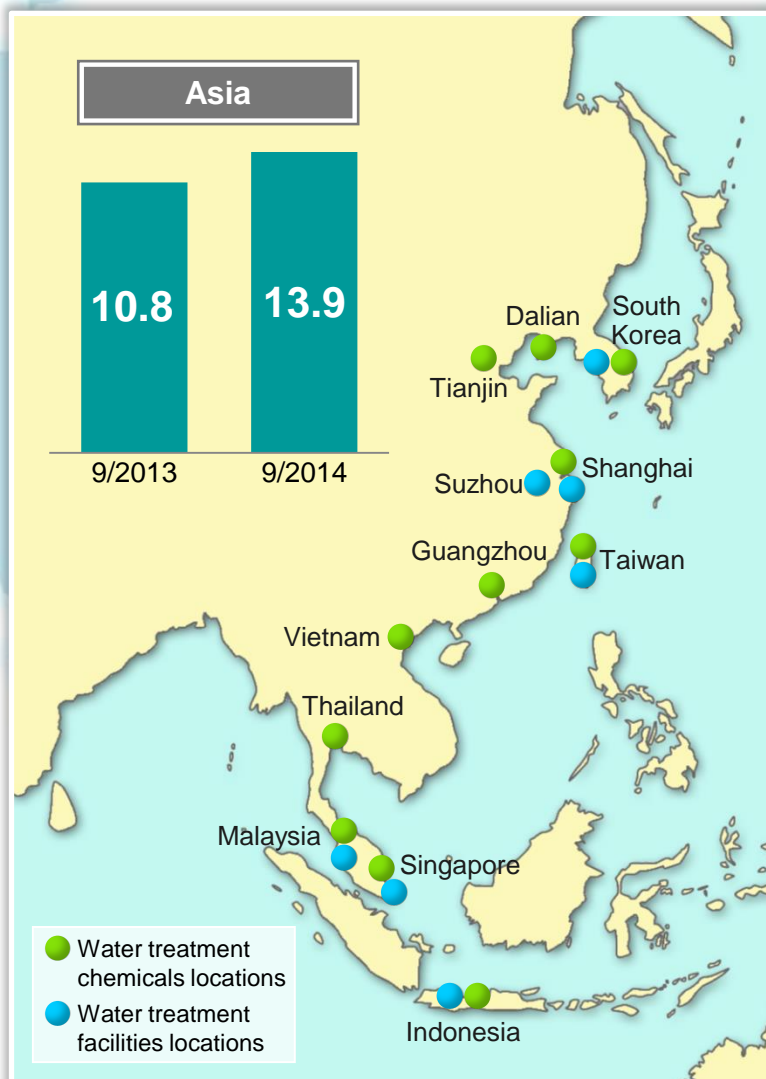 Asia
10.8
13.9
9/2013
9/2014
Dalian
South
Korea
Tianjin
Suzhou
Shanghai
Guangzhou
Taiwan
Vietnam
Thailand
Malaysia
Singapore
Indonesia
Water treatment
chemicals locations
Water treatment
facilities locations